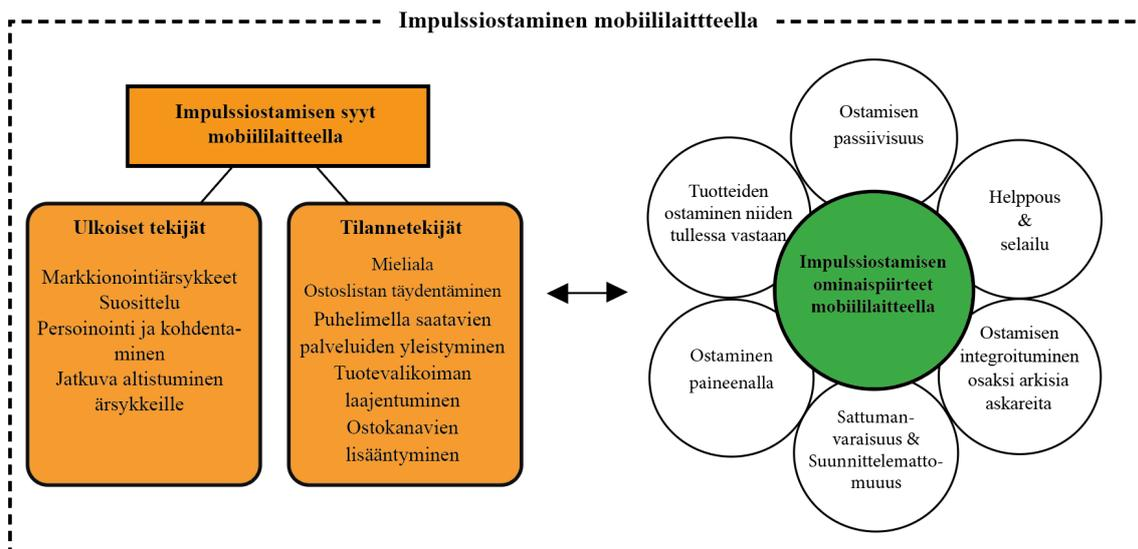 Impulssiostaminen mobiililaittteella
Impulssiostamisen syyt
mobiililaitteella
Ulkoiset tekijät
Markkionointiärsykkeet
Suosittelu
Persoinointi ja kohdenta-
minen
Jatkuva altistuminen
ärsykkeille
Tilannetekijät
Mieliala
Ostoslistan täydentäminen
Puhelimella saatavien
palveluiden yleistyminen
Tuotevalikoiman
laajentuminen
Ostokanavien
lisääntyminen
Impulssiostamisen
ominaispiirteet
mobiililaitteella
Ostamisen
passiivisuus
Helppous
&
selailu
Ostamisen
integroituminen
osaksi arkisia
askareita
Sattuman-
varaisuus &
Suunnittelematto-
muuus
Ostaminen
paineenalla
Tuotteiden
ostaminen niiden
tullessa vastaan